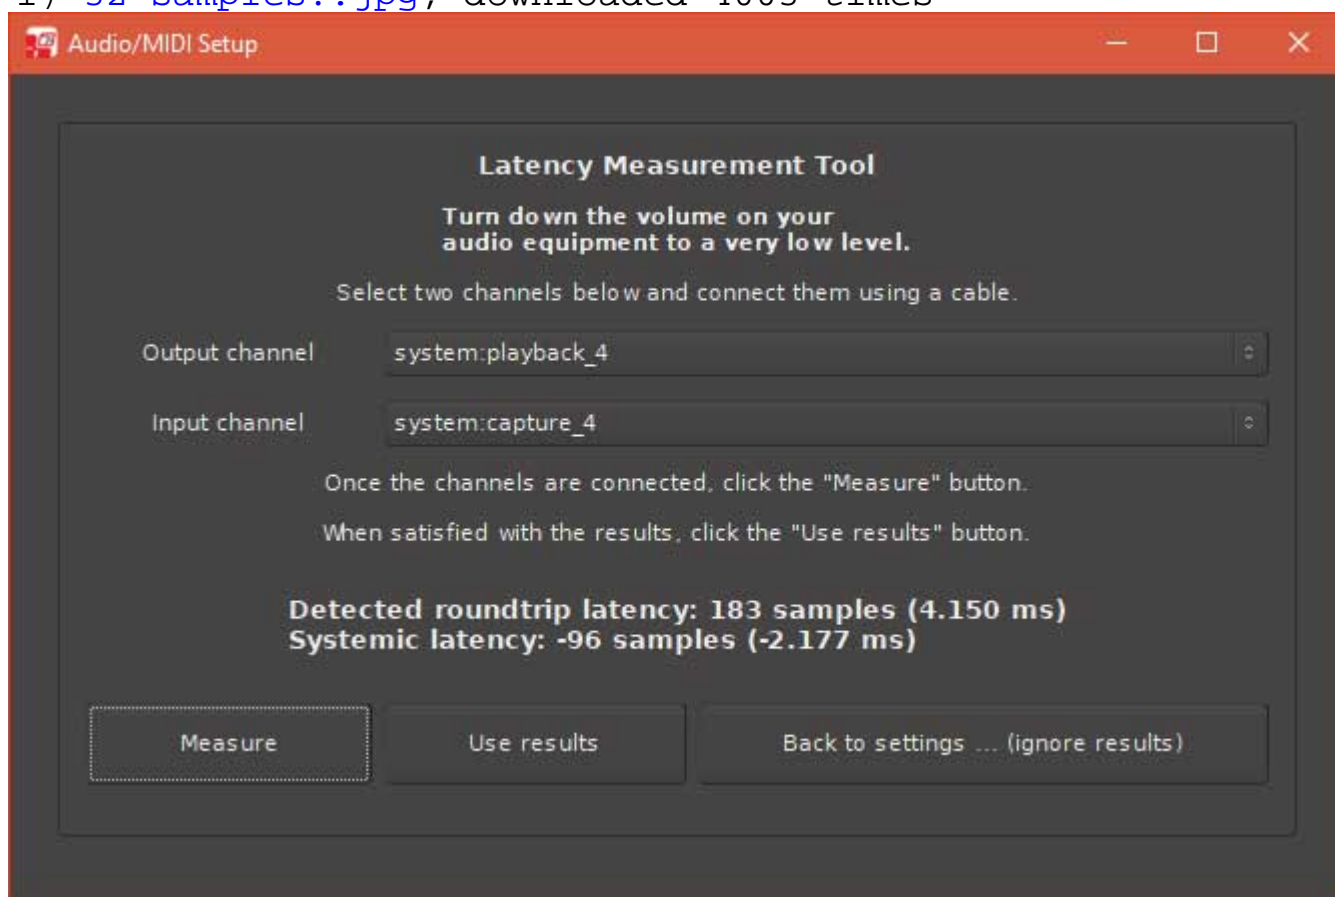 downloaded times
Audio/MIDI Setup
Latency Measurement Tool
Turn down the volume on your
audio equipment to a very low level.
Select two channels below and connect them using a cable.
Output channel system:playback_4
Input channel system:capture_4
Once the channels are connected, click the "Measure" button.
When satisfied with the results, click the "Use results" button.
Detected roundtrip latency: 183 samples (4.150 ms)
Systemic latency: -96 samples (-2.177 ms)
Measure Use results Back to settings ... (ignore results)